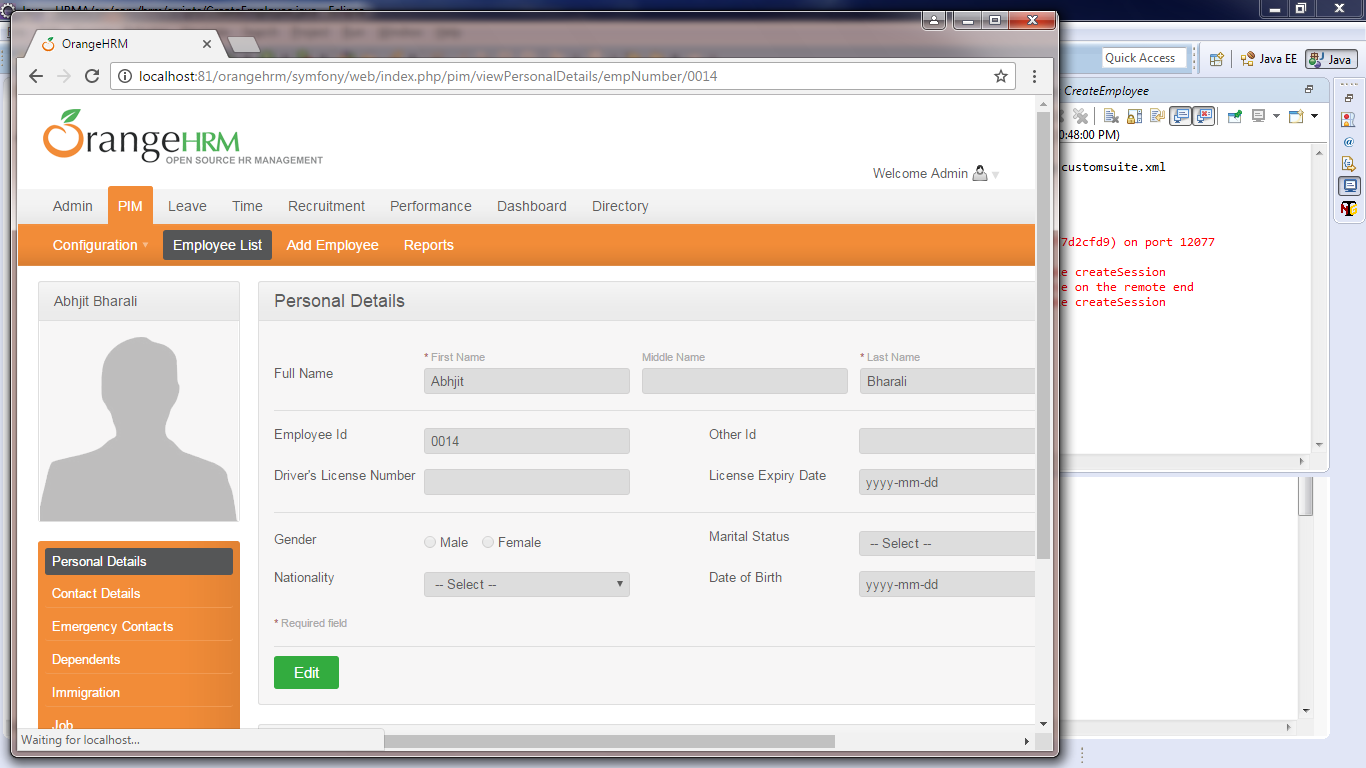 OrangeHRM
localhost:81/orangehrm/symfony/web/index.php/pim/viewPersonalDetails/empNumber/0014
Quick Access
Java EE
Java
CreateEmployee
0:48:00 PM)
customsuite.xml
7d2cfd9) on port 12077
e createSession
e on the remote end
e createSession
OrangeHRM
OPEN SOURCE HR MANAGEMENT
Welcome Admin
Admin PIM Leave Time Recruitment Performance Dashboard Directory
Configuration Employee List Add Employee Reports
Abhjit Bharali
Personal Details
Contact Details
Emergency Contacts
Dependents
Immigration
Job
Personal Details
* First Name Middle Name * Last Name
Full Name Abhjit Bharali
Employee Id 0014 Other Id
Driver's License Number License Expiry Date yyyy-mm-dd
Gender Male Female Marital Status -- Select --
Nationality -- Select -- Date of Birth yyyy-mm-dd
* Required field
Edit
Waiting for localhost...